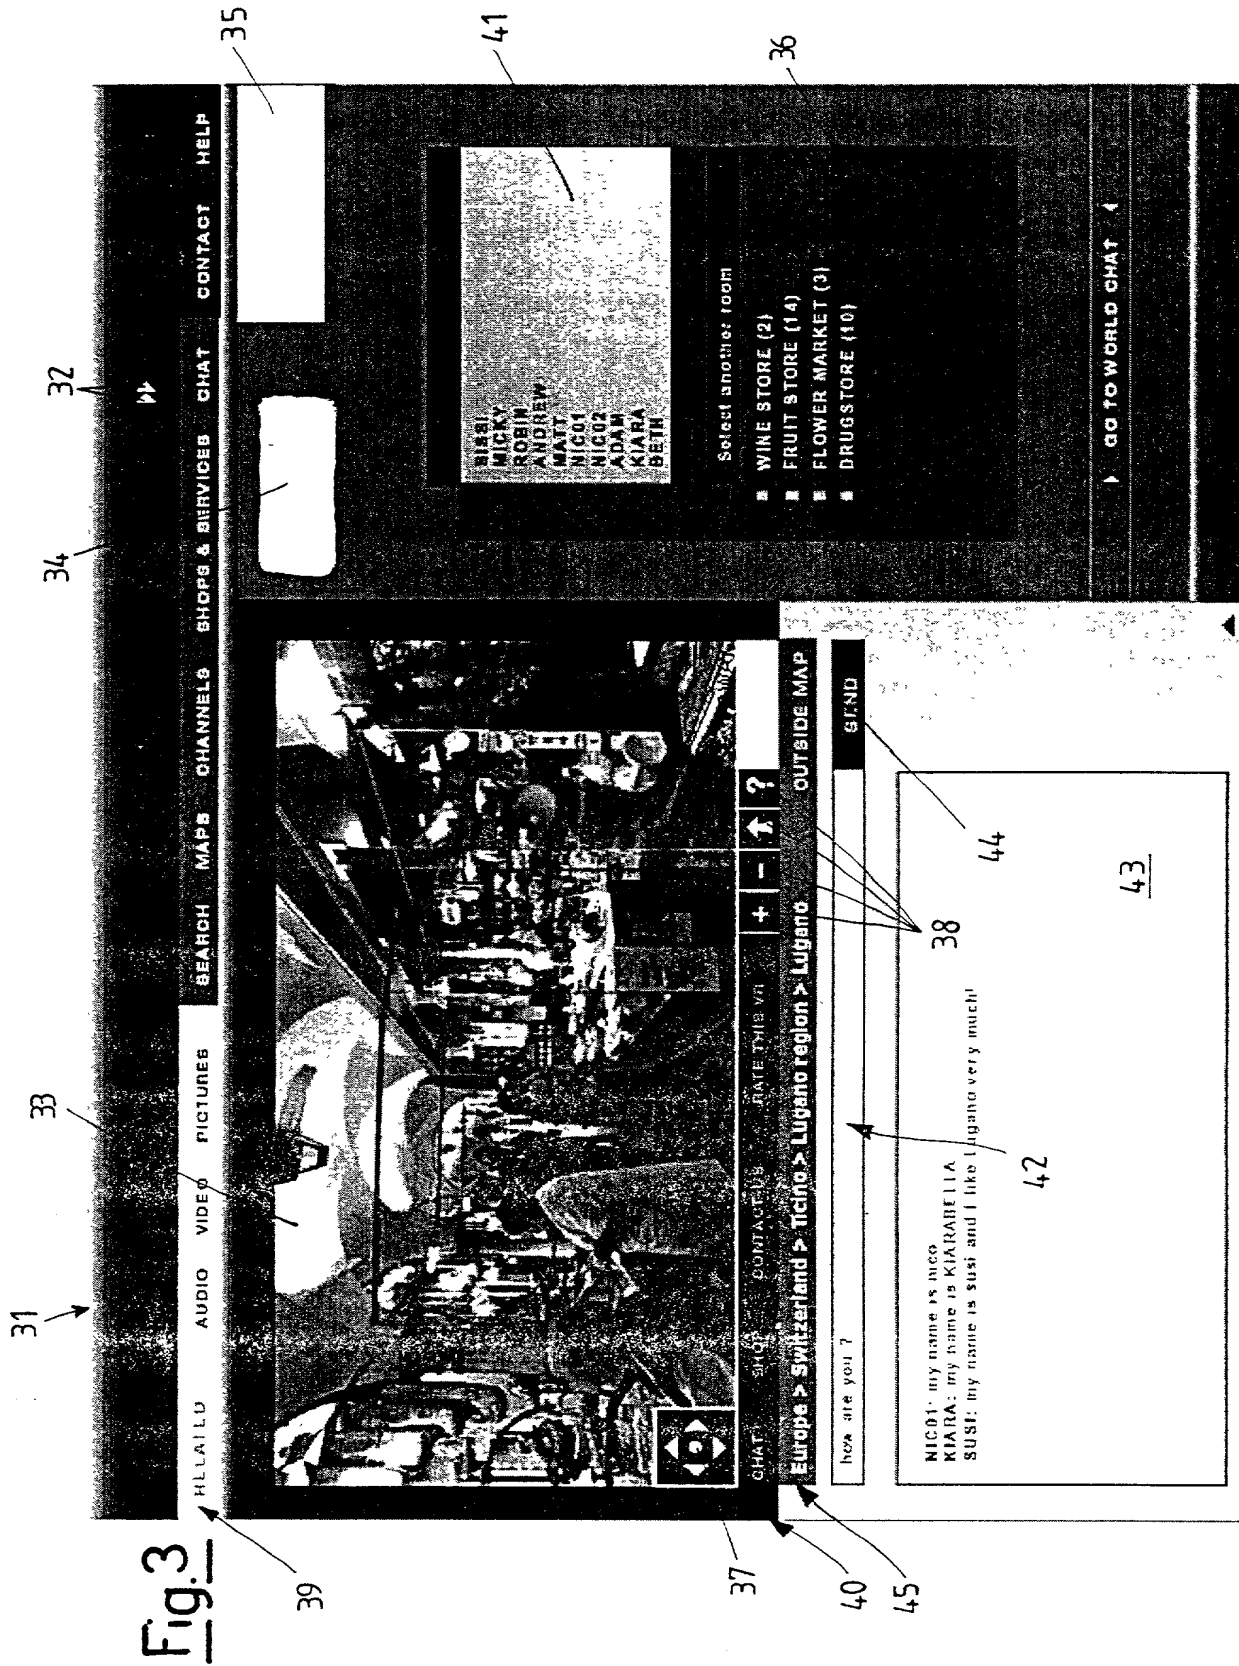 Fig.3
31
33
34
32
35
41
36
39
37
40
45
38
44
42
43
RELATED AUDIO VIDEO PICTURES
SEARCH MAPS CHANNELS SHOPS & SERVICES CHAT CONTACT HELP
SISSI
MICKY
ROBIN
ANDREW
MATT
NIC01
NIC02
ADAM
KIARA
BETH
Select another room
WINE STORE (2)
FRUIT STORE (14)
FLOWER MARKET (3)
DRUGSTORE (10)
GO TO WORLD CHAT
+ - ?
CHAT SHOP CONTACT US RATE THIS VR
Europe > Switzerland > Ticino > Lugano region > Lugano OUTSIDE MAP
how are you ? SEND
NIC01: my name is nico
KIARA: my name is KIARABELLA
SUSI: my name is susi and I like Lugano very much!